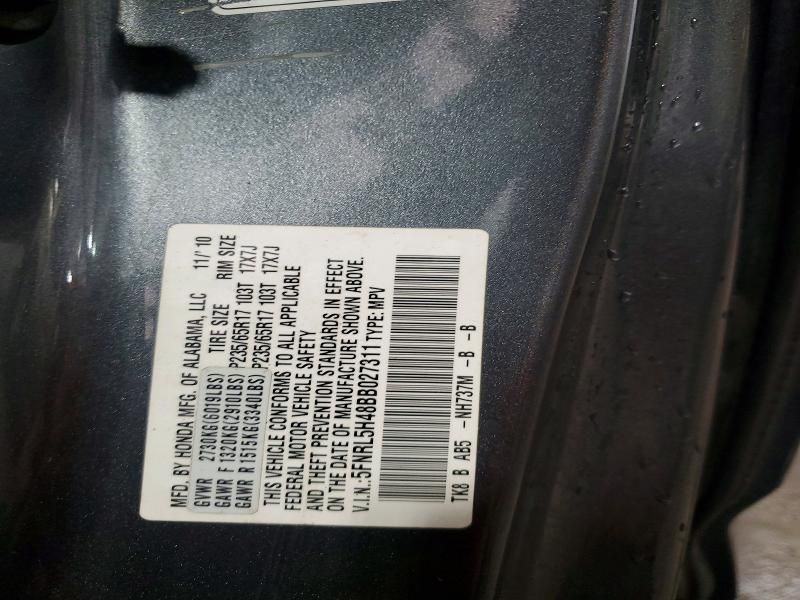 MFD. BY HONDA MFG. OF ALABAMA, LLC 11/'10
GVWR 2730KG(6019LBS) TIRE SIZE RIM SIZE
GAWR F 1320KG(2910LBS) P235/65R17 103T 17X7J
GAWR R 1515KG(3340LBS) P235/65R17 103T 17X7J
THIS VEHICLE CONFORMS TO ALL APPLICABLE
FEDERAL MOTOR VEHICLE SAFETY
AND THEFT PREVENTION STANDARDS IN EFFECT
ON THE DATE OF MANUFACTURE SHOWN ABOVE.
V.I.N.:5FNRL5H48BB027311 TYPE: MPV
TK8 B AB5 -NH737M -B -B